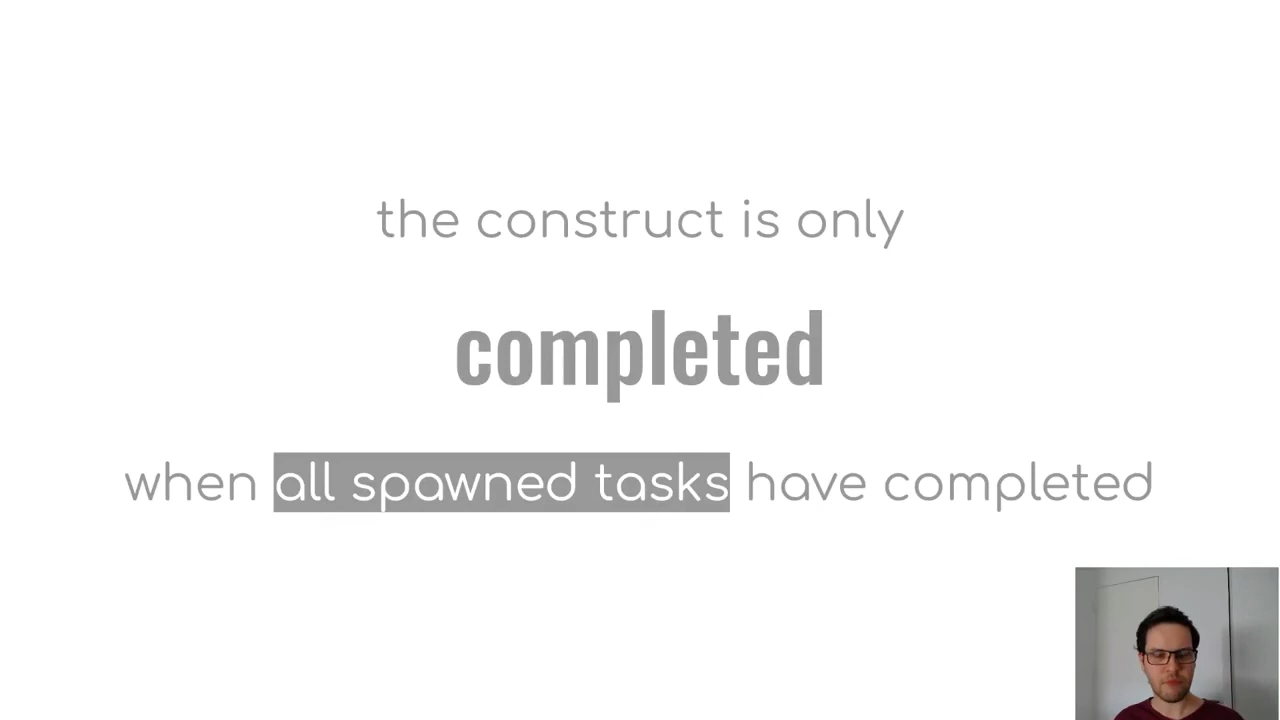 the construct is only
completed
when all spawned tasks have completed